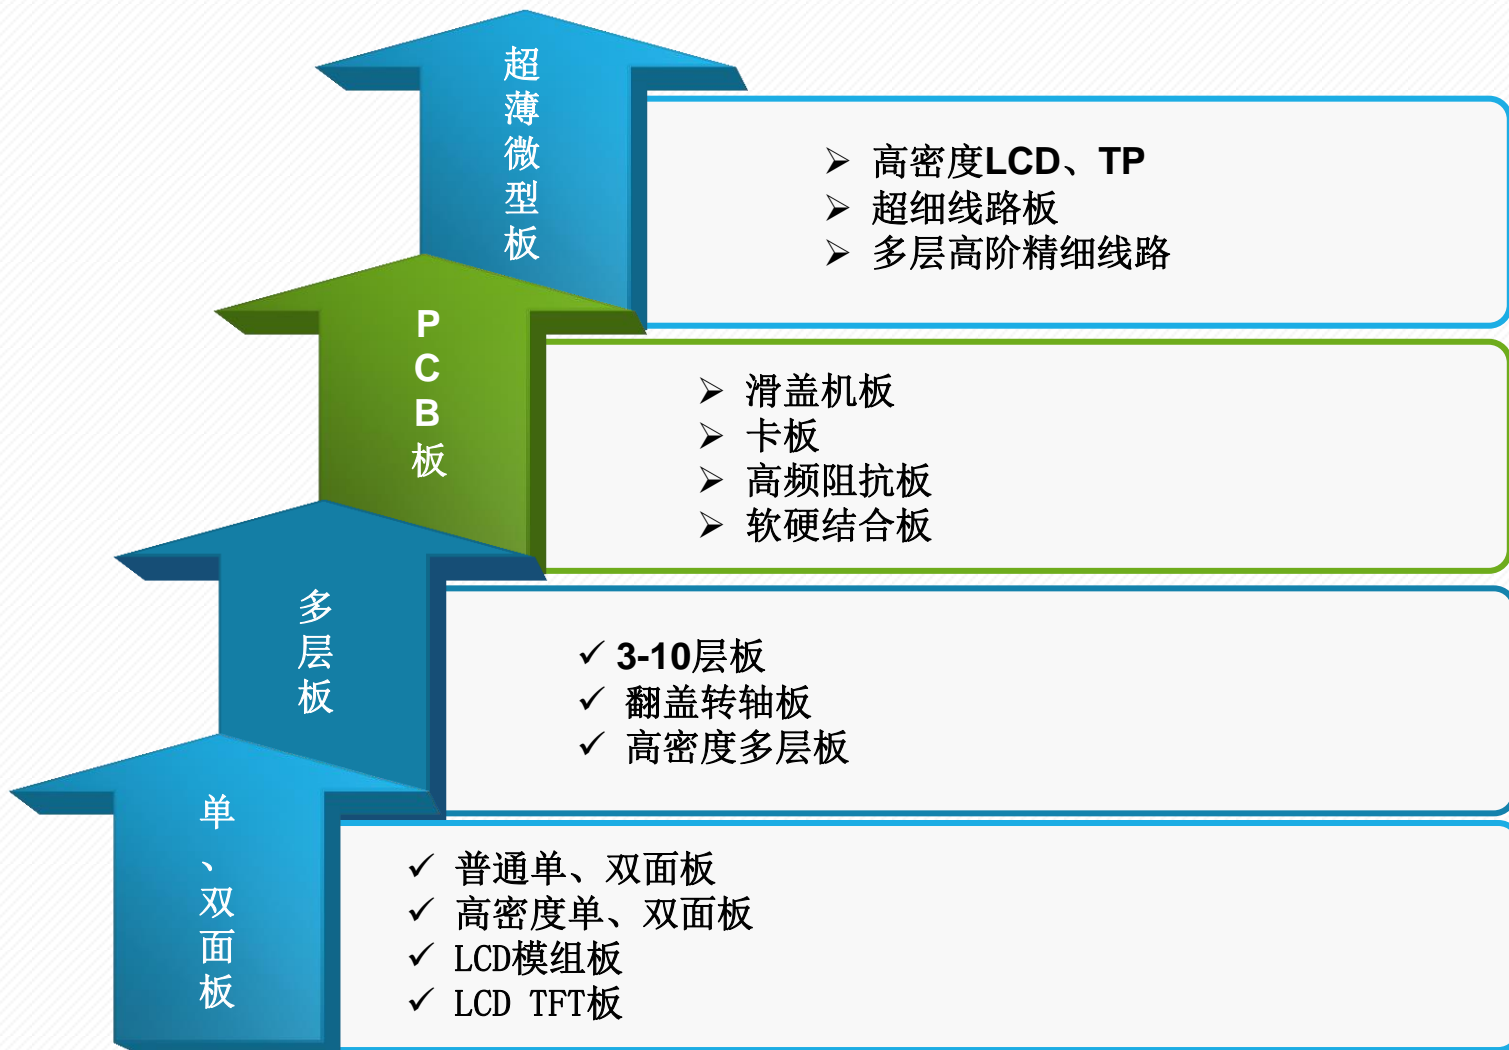 超薄微型板
高密度LCD、TP
超细线路板
多层高阶精细线路
PCB板
滑盖机板
卡板
高频阻抗板
软硬结合板
多层板
3-10层板
翻盖转轴板
高密度多层板
单、双面板
普通单、双面板
高密度单、双面板
LCD模组板
LCD TFT板